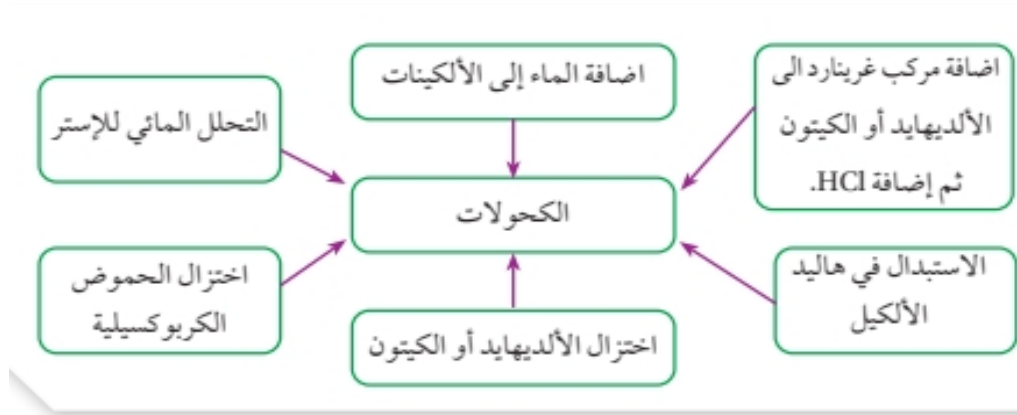 اضافة مركب غرينارد الى
الألديهايد أو الكيتون
ثم إضافة HCl.
اضافة الماء إلى الألكينات
التحلل المائي للإستر
الكحولات
الاستبدال في هاليد
الألكيل
اختزال الألديهايد أو الكيتون
اختزال الحموض
الكربوكسيلية